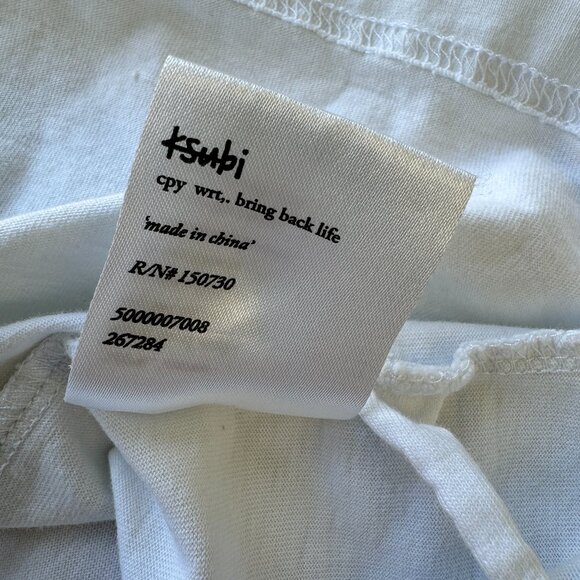 ksubi
cpy wrt,. bring back life
'made in china'
R/N# 150730
5000007008
267284